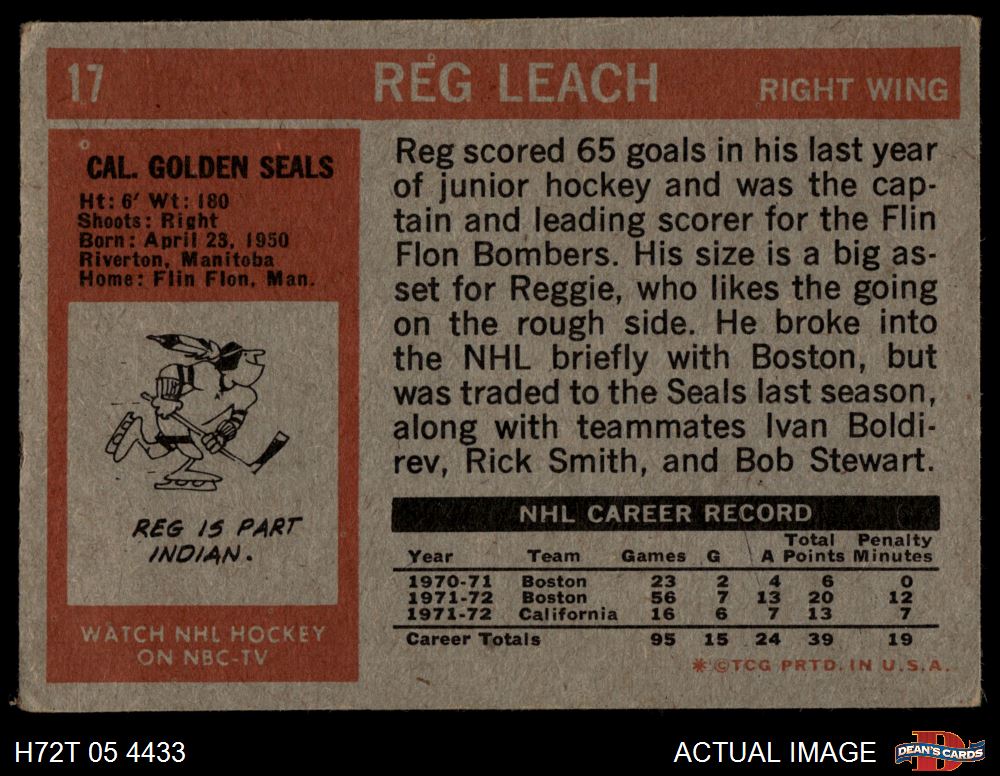 17 REG LEACH RIGHT WING
CAL. GOLDEN SEALS
Ht: 6' Wt: 180
Shoots: Right
Born: April 23, 1950
Riverton, Manitoba
Home: Flin Flon, Man.
REG IS PART
INDIAN.
WATCH NHL HOCKEY
ON NBC-TV
Reg scored 65 goals in his last year
of junior hockey and was the cap-
tain and leading scorer for the Flin
Flon Bombers. His size is a big as-
set for Reggie, who likes the going
on the rough side. He broke into
the NHL briefly with Boston, but
was traded to the Seals last season,
along with teammates Ivan Boldi-
rev, Rick Smith, and Bob Stewart.
NHL CAREER RECORD
Total Penalty
Year Team Games G A Points Minutes
1970-71 Boston 23 2 4 6 0
1971-72 Boston 56 7 13 20 12
1971-72 California 16 6 7 13 7
Career Totals 95 15 24 39 19
*©TCG PRTD. IN U.S.A.
H72T 05 4433 ACTUAL IMAGE DEAN'S CARDS